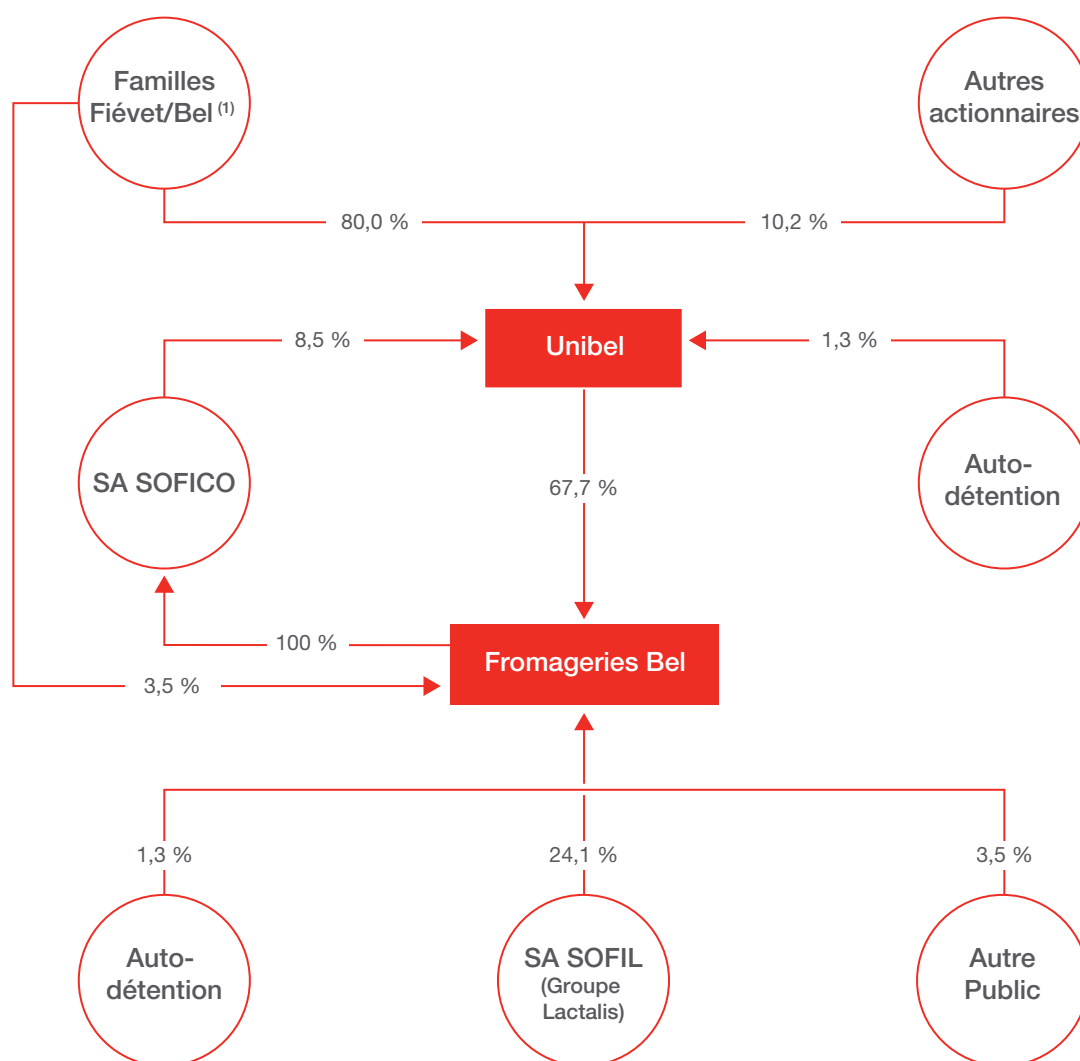 Familles
Fiévet/Bel (1)
Autres
actionnaires
80,0 %
10,2 %
8,5 %
Unibel
1,3 %
SA SOFICO
67,7 %
Auto-
détention
100 %
Fromageries Bel
3,5 %
1,3 %
24,1 %
3,5 %
Auto-
détention
SA SOFIL
(Groupe
Lactalis)
Autre
Public